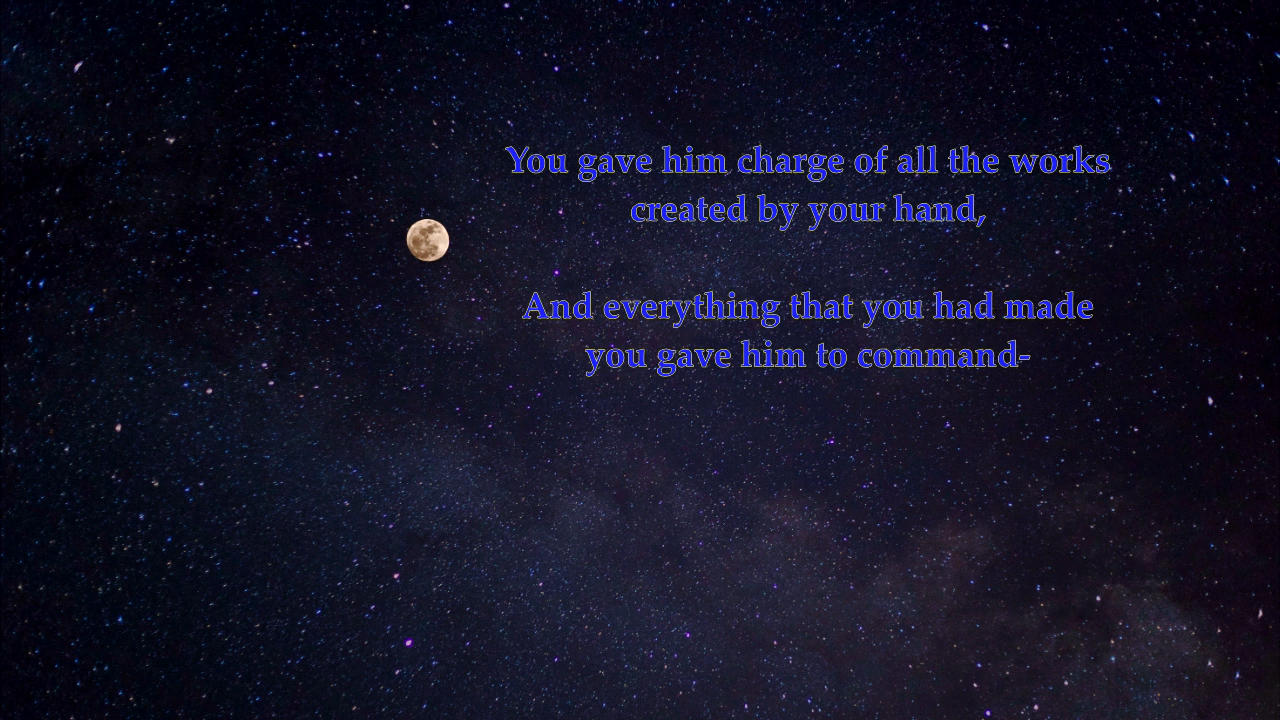 You gave him charge of all the works
created by your hand,
And everything that you had made
you gave him to command-